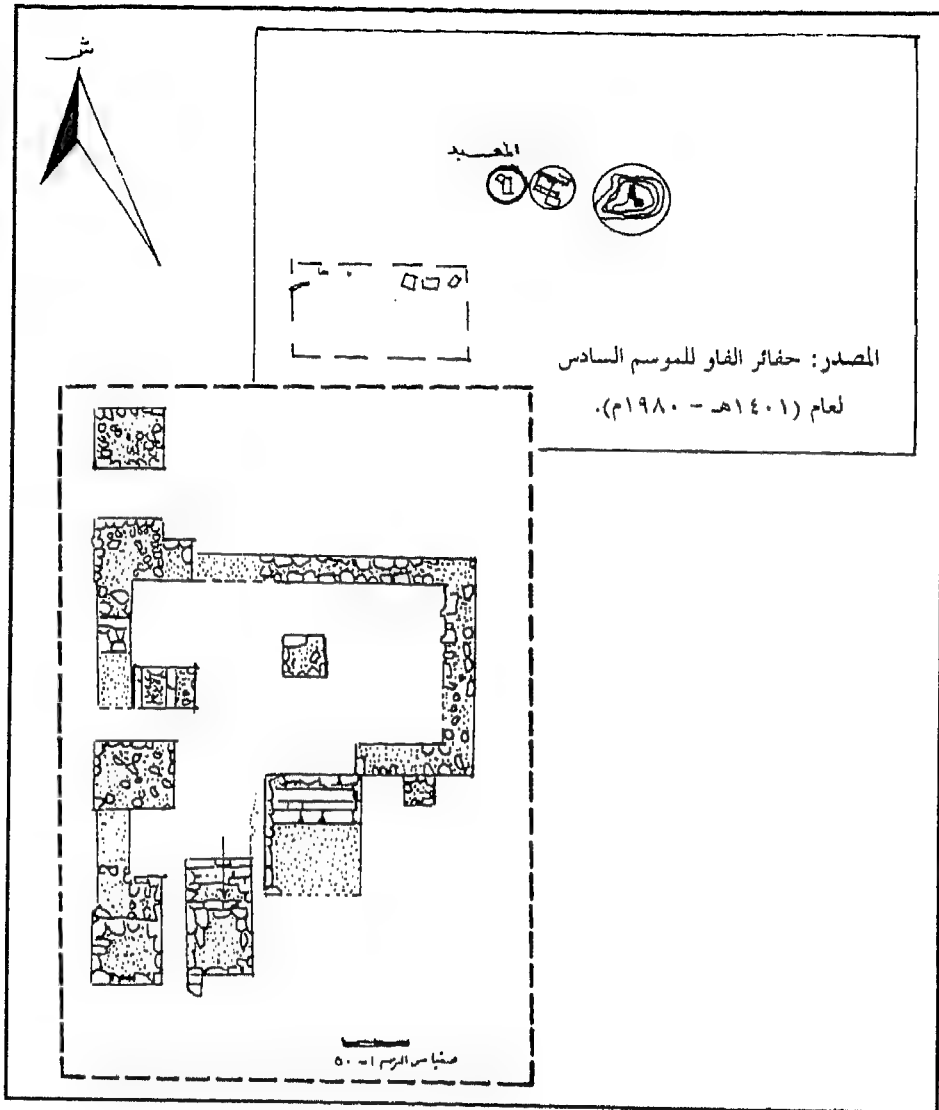 ش
المعبد
المصدر: حفائر الفاو للموسم السادس
لعام (١٤٠١هـ - ١٩٨٠م).
مقياس الرسم ١ - ٥٠